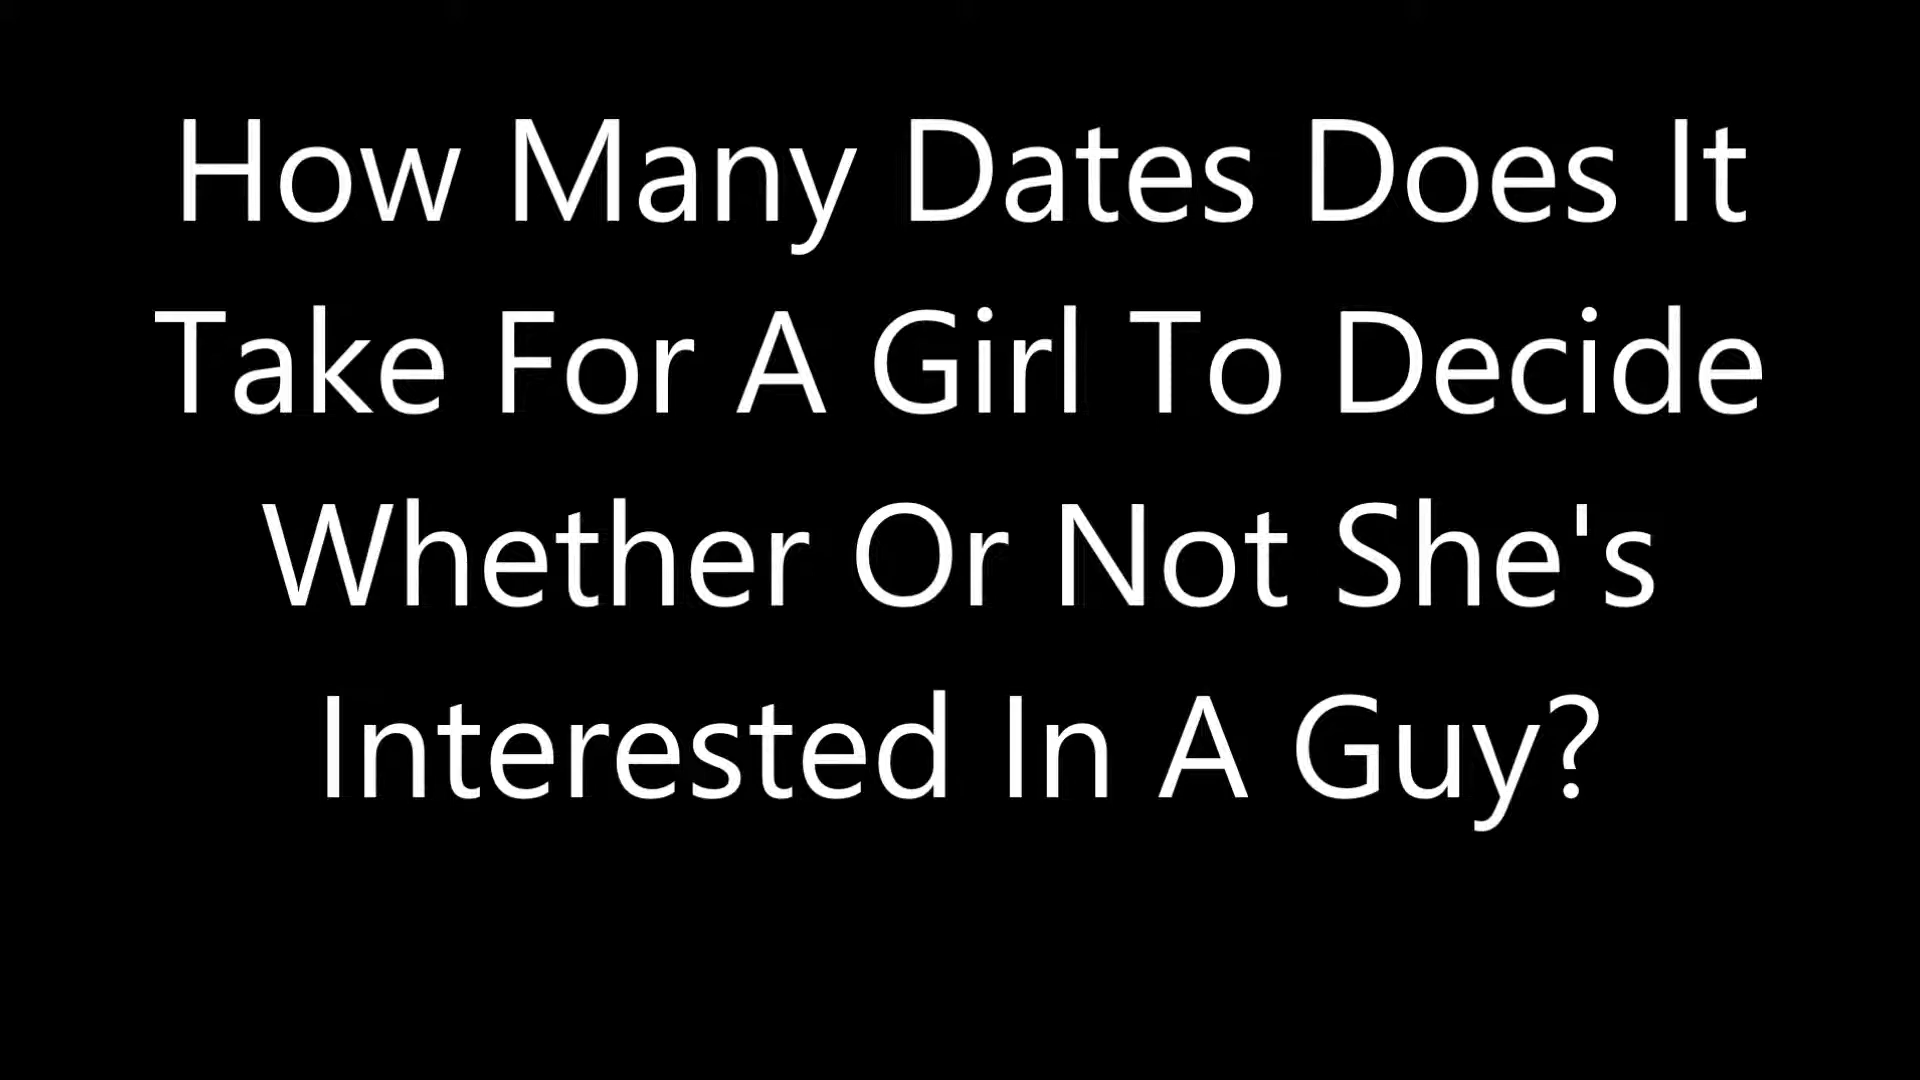 How Many Dates Does It
Take For A Girl To Decide
Whether Or Not She's
Interested In A Guy?